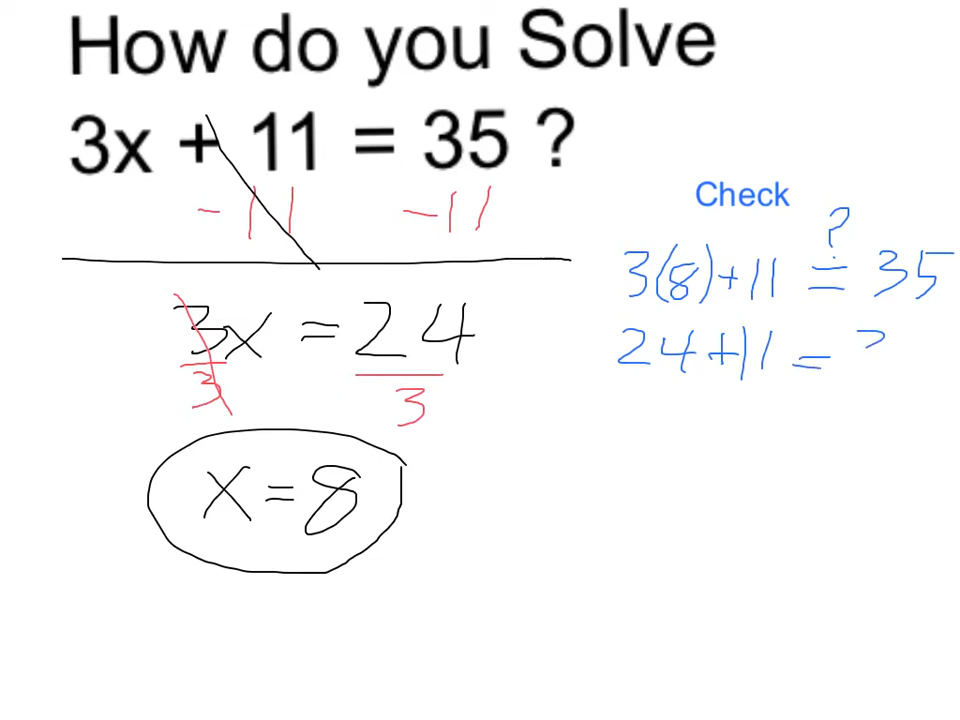 How do you Solve
3x + 11 = 35 ?
-11 -11
3x = 24
3 3
x = 8
Check
?
3(8)+11 = 35
24+11 =